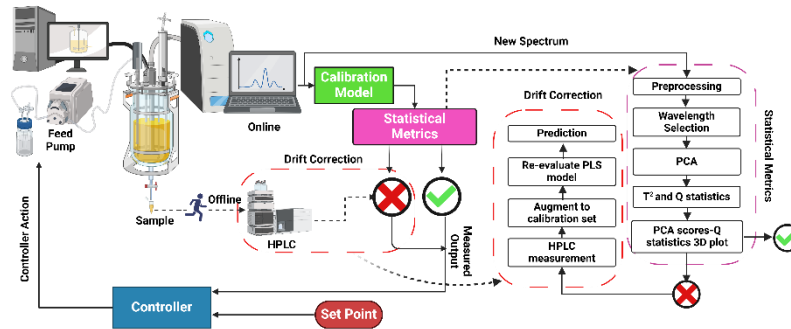 New Spectrum
Feed
Pump
Online
Calibration
Model
Statistical
Metrics
Drift Correction
Offline
Sample
HPLC
Controller Action
Measured
Output
Controller
Set Point
Drift Correction
Prediction
Re-evaluate PLS
model
Augment to
calibration set
HPLC
measurement
Preprocessing
Wavelength
Selection
PCA
T² and Q statistics
PCA scores-Q
statistics 3D plot
Statistical Metrics